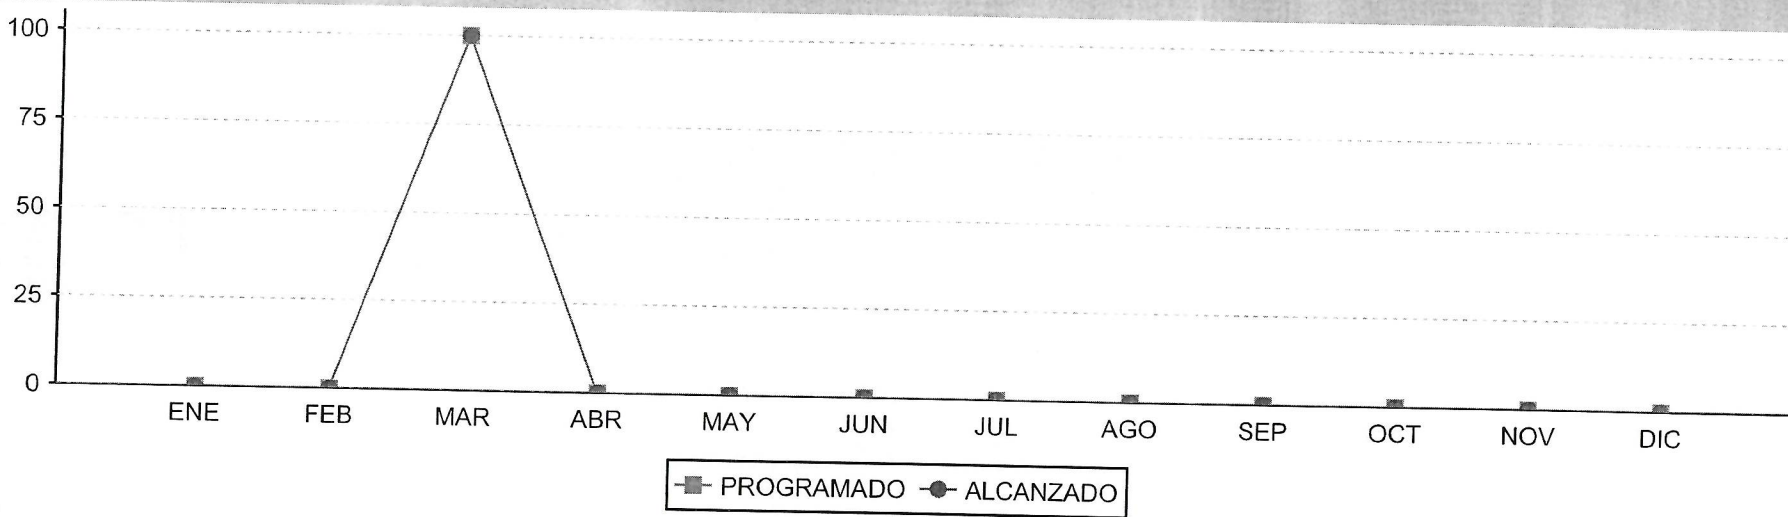 100
75
50
25
0
ENE FEB MAR ABR MAY JUN JUL AGO SEP OCT NOV DIC
PROGRAMADO ALCANZADO